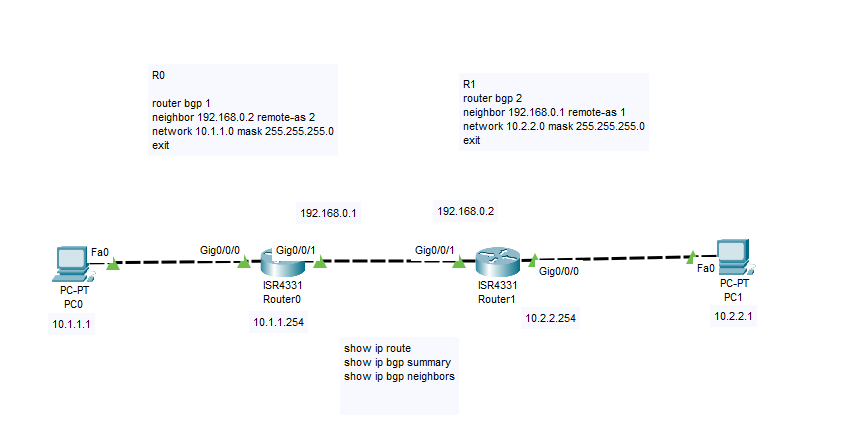 R0
router bgp 1
neighbor 192.168.0.2 remote-as 2
network 10.1.1.0 mask 255.255.255.0
exit
R1
router bgp 2
neighbor 192.168.0.1 remote-as 1
network 10.2.2.0 mask 255.255.255.0
exit
192.168.0.1
192.168.0.2
Fa0
Gig0/0/0
Gig0/0/1
Gig0/0/1
Gig0/0/0
Fa0
PC-PT
PC0
10.1.1.1
ISR4331
Router0
10.1.1.254
ISR4331
Router1
10.2.2.254
PC-PT
PC1
10.2.2.1
show ip route
show ip bgp summary
show ip bgp neighbors